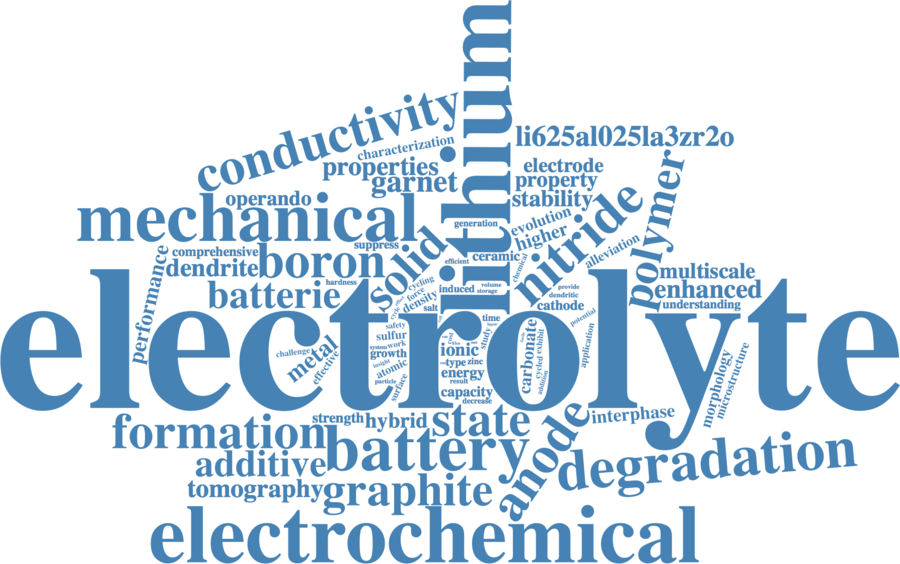 lithium
conductivity
li625al025la3zr2o
characterization
properties
garnet
electrode
property
stability
polymer
operando
mechanical
generation
evolution
higher
nitride
alleviation
suppress
solid
comprehensive
boron
dendrite
performance
efficient
ceramic
chemical
multiscale
enhanced
understanding
hardness
batterie
cycling
force
density
salt
induced
volume
storage
provide
dendritic
cathode
electrolyte
effect
cycle
safety
sulfur
system
work
growth
insight
atomic
particle
surface
time
study
ionic
type
zinc
energy
result
capacity
decrease
carbonate
cycled
exhibit
addition
potential
application
challenge
metal
effective
morphology
microstructure
strength
hybrid
state
anode
interphase
formation
battery
additive
degradation
tomography
graphite
electrochemical